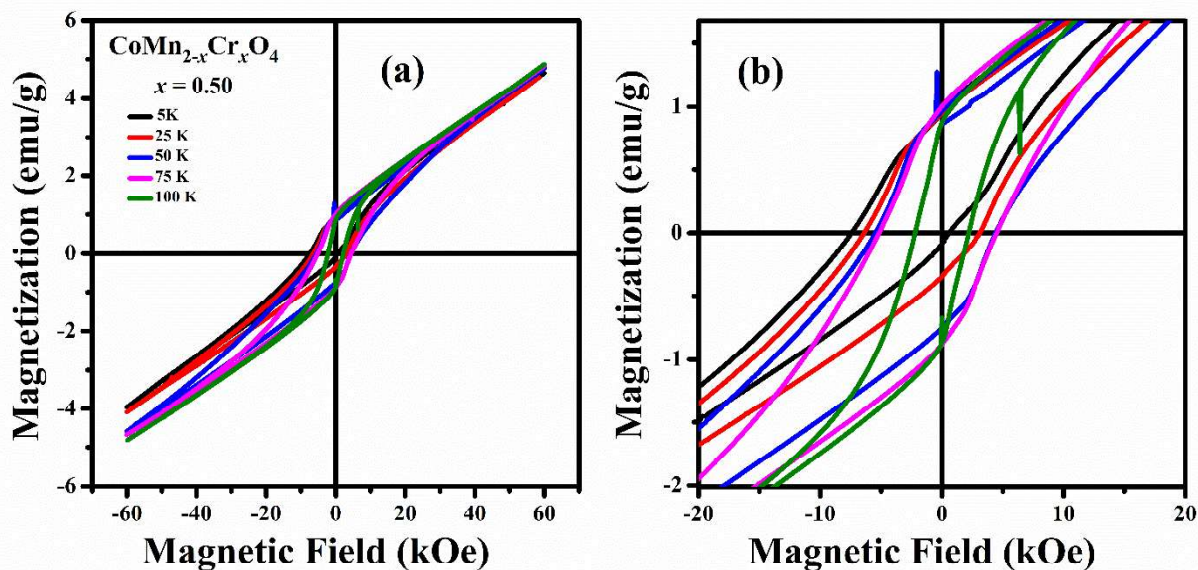 CoMn2-xCrxO4
x = 0.50
5K
25 K
50 K
75 K
100 K
(a)
Magnetization (emu/g)
6
4
2
0
-2
-4
-6
-60 -40 -20 0 20 40 60
Magnetic Field (kOe)
(b)
Magnetization (emu/g)
1
0
-1
-2
-20 -10 0 10 20
Magnetic Field (kOe)